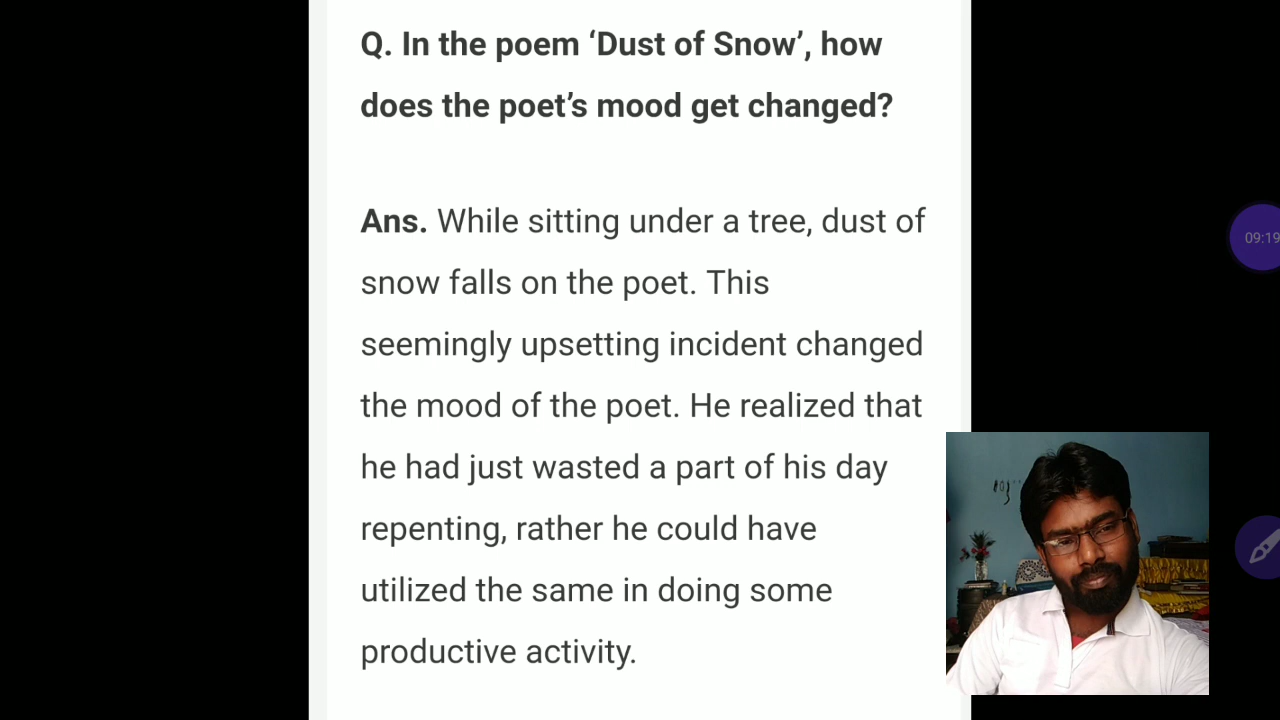 Q. In the poem ‘Dust of Snow’, how
does the poet’s mood get changed?
Ans. While sitting under a tree, dust of
snow falls on the poet. This
seemingly upsetting incident changed
the mood of the poet. He realized that
he had just wasted a part of his day
repenting, rather he could have
utilized the same in doing some
productive activity.
09:19